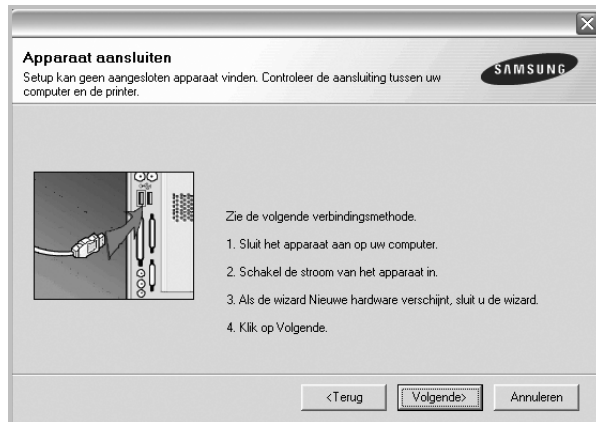 Apparaat aansluiten
Setup kan geen aangesloten apparaat vinden. Controleer de aansluiting tussen uw
computer en de printer.
SAMSUNG
Zie de volgende verbindingsmethode.
1. Sluit het apparaat aan op uw computer.
2. Schakel de stroom van het apparaat in.
3. Als de wizard Nieuwe hardware verschijnt, sluit u de wizard.
4. Klik op Volgende.
<Terug
Volgende>
Annuleren